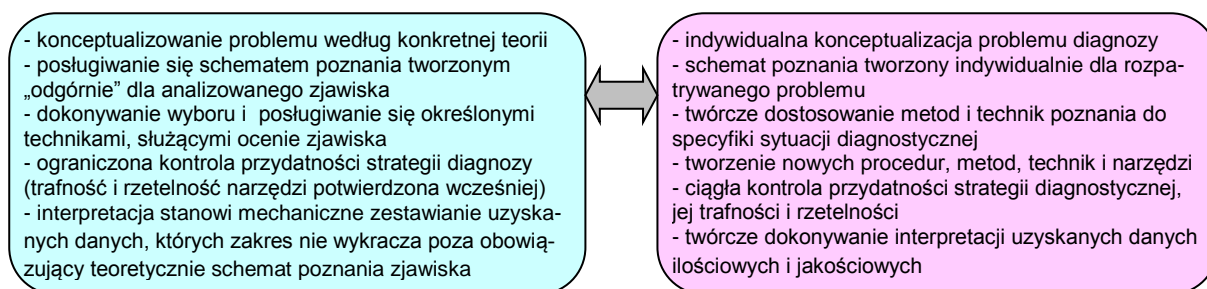 - konceptualizowanie problemu według konkretnej teorii
- posługiwanie się schematem poznania tworzonym
„odgórnie” dla analizowanego zjawiska
- dokonywanie wyboru i posługiwanie się określonymi
technikami, służącymi ocenie zjawiska
- ograniczona kontrola przydatności strategii diagnozy
(trafność i rzetelność narzędzi potwierdzona wcześniej)
- interpretacja stanowi mechaniczne zestawianie uzyska-
nych danych, których zakres nie wykracza poza obowią-
zujący teoretycznie schemat poznania zjawiska
- indywidualna konceptualizacja problemu diagnozy
- schemat poznania tworzony indywidualnie dla rozpa-
trywanego problemu
- twórcze dostosowanie metod i technik poznania do
specyfiki sytuacji diagnostycznej
- tworzenie nowych procedur, metod, technik i narzędzi
- ciągła kontrola przydatności strategii diagnostycznej,
jej trafności i rzetelności
- twórcze dokonywanie interpretacji uzyskanych danych
ilościowych i jakościowych